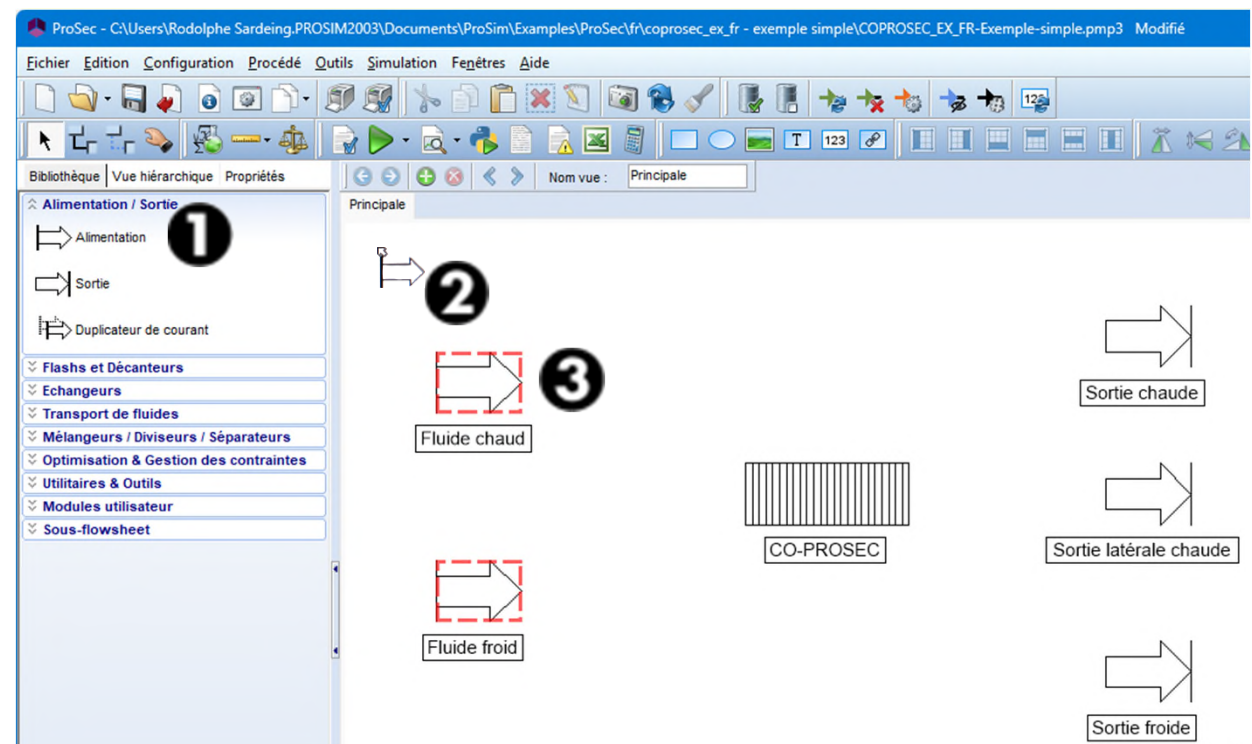 ProSec - C:\Users\Rodolphe Sardeing.PROSIM2003\Documents\ProSim\Examples\ProSec\fr\coprosec_ex_fr - exemple simple\COPROSEC_EX_FR-Exemple-simple.pmp3 Modifié
Fichier Edition Configuration Procédé Outils Simulation Fenêtres Aide
123
T 123
Bibliothèque Vue hiérarchique Propriétés
Nom vue : Principale
Alimentation / Sortie
Principale
Alimentation
1
Sortie
2
Duplicateur de courant
Flashs et Décanteurs
Echangeurs
Transport de fluides
Mélangeurs / Diviseurs / Séparateurs
Optimisation & Gestion des contraintes
Utilitaires & Outils
Modules utilisateur
Sous-flowsheet
3
Fluide chaud
Fluide froid
CO-PROSEC
Sortie chaude
Sortie latérale chaude
Sortie froide